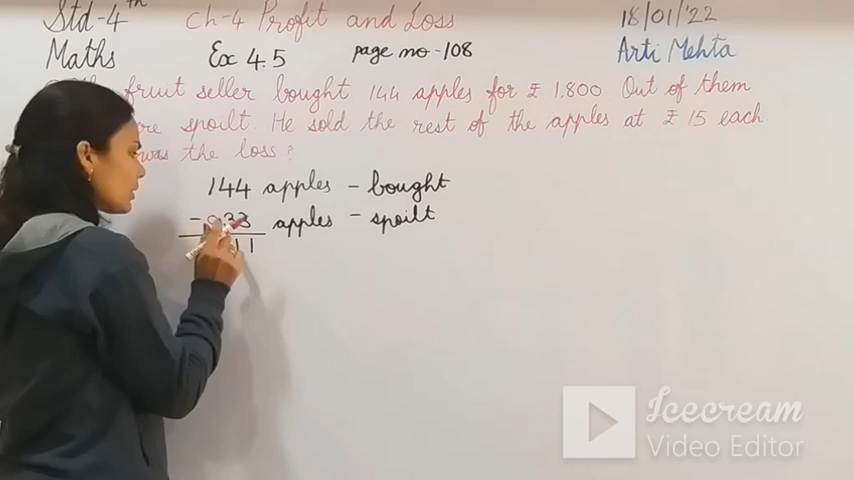 Std-4th Ch-4 Profit and Loss 18/01/'22
Maths Ex 4.5 page no-108 Arti Mehta
fruit seller bought 144 apples for ₹ 1,800 Out of them
spoilt. He sold the rest of the apples at ₹ 15 each
was the loss?
144 apples - bought
- 033 apples - spoilt
111
Icecream
Video Editor